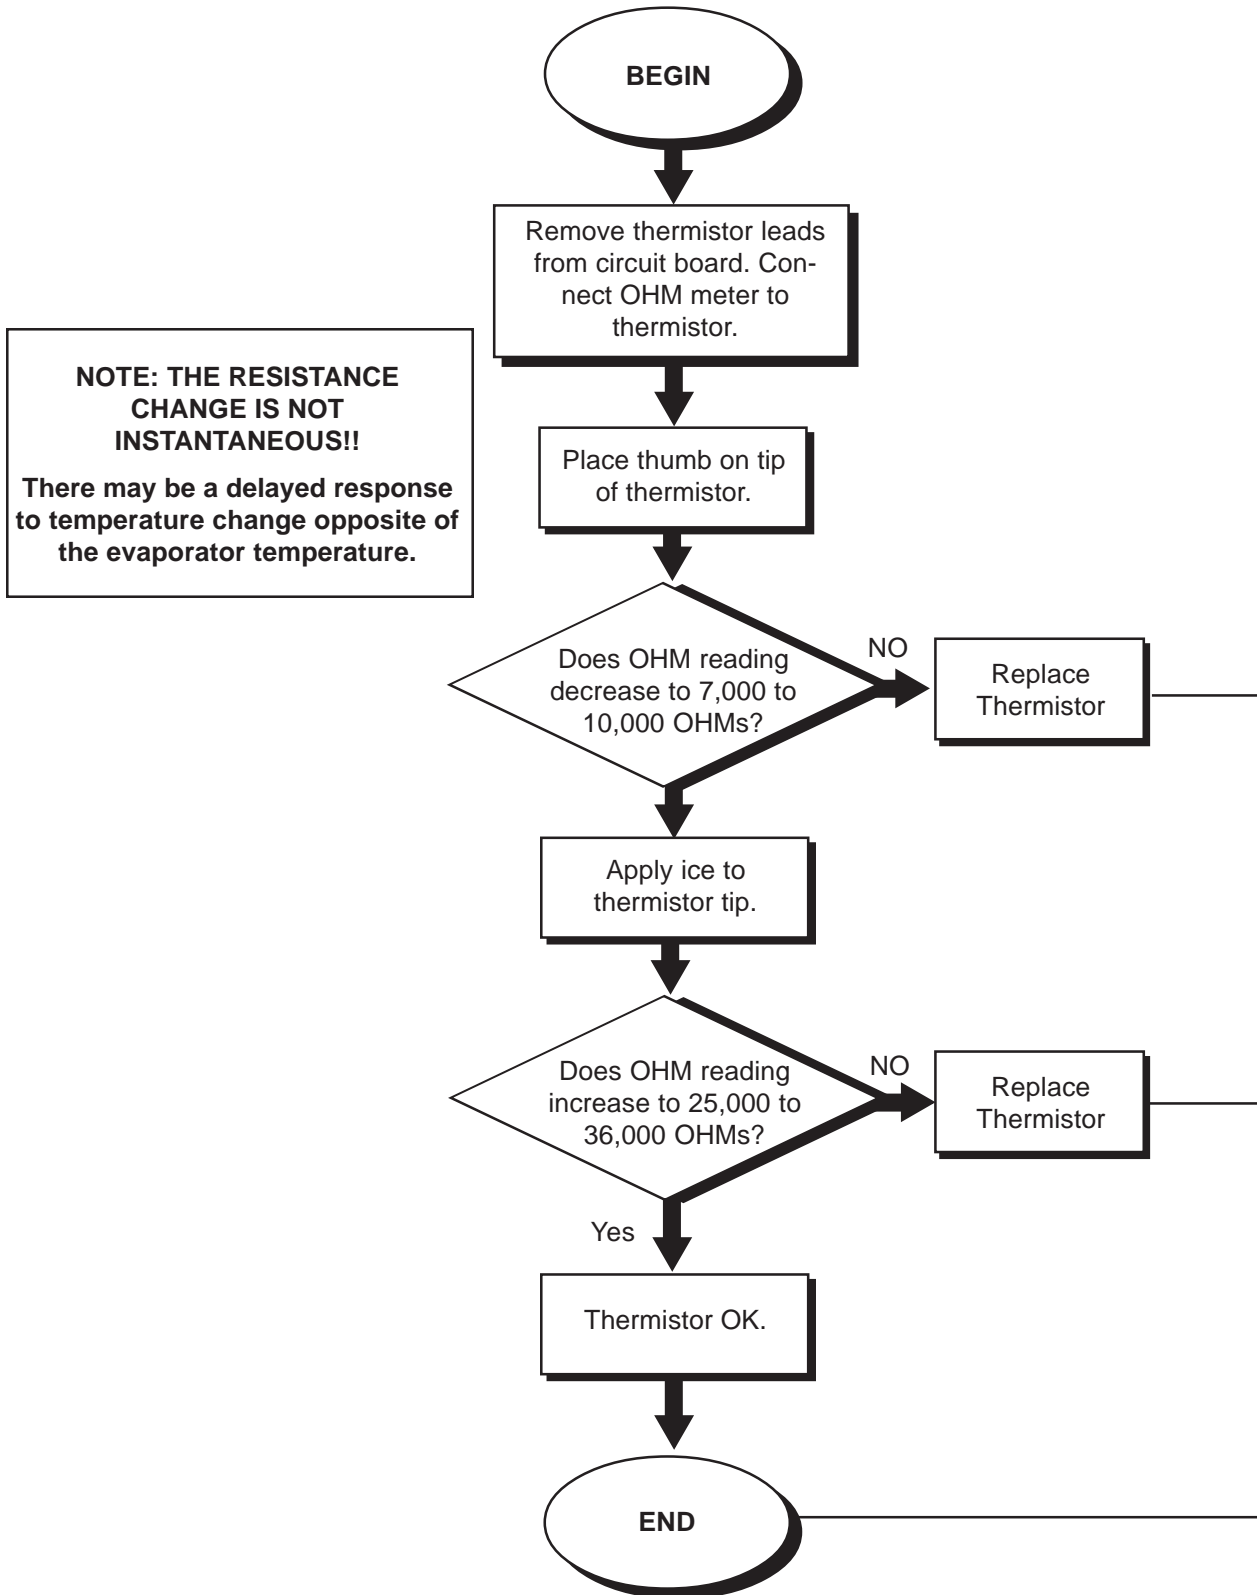 BEGIN
Remove thermistor leads
from circuit board. Con-
nect OHM meter to
thermistor.
NOTE: THE RESISTANCE
CHANGE IS NOT
INSTANTANEOUS!!
There may be a delayed response
to temperature change opposite of
the evaporator temperature.
Place thumb on tip
of thermistor.
Does OHM reading
decrease to 7,000 to
10,000 OHMs?
NO
Replace
Thermistor
Apply ice to
thermistor tip.
Does OHM reading
increase to 25,000 to
36,000 OHMs?
NO
Replace
Thermistor
Yes
Thermistor OK.
END